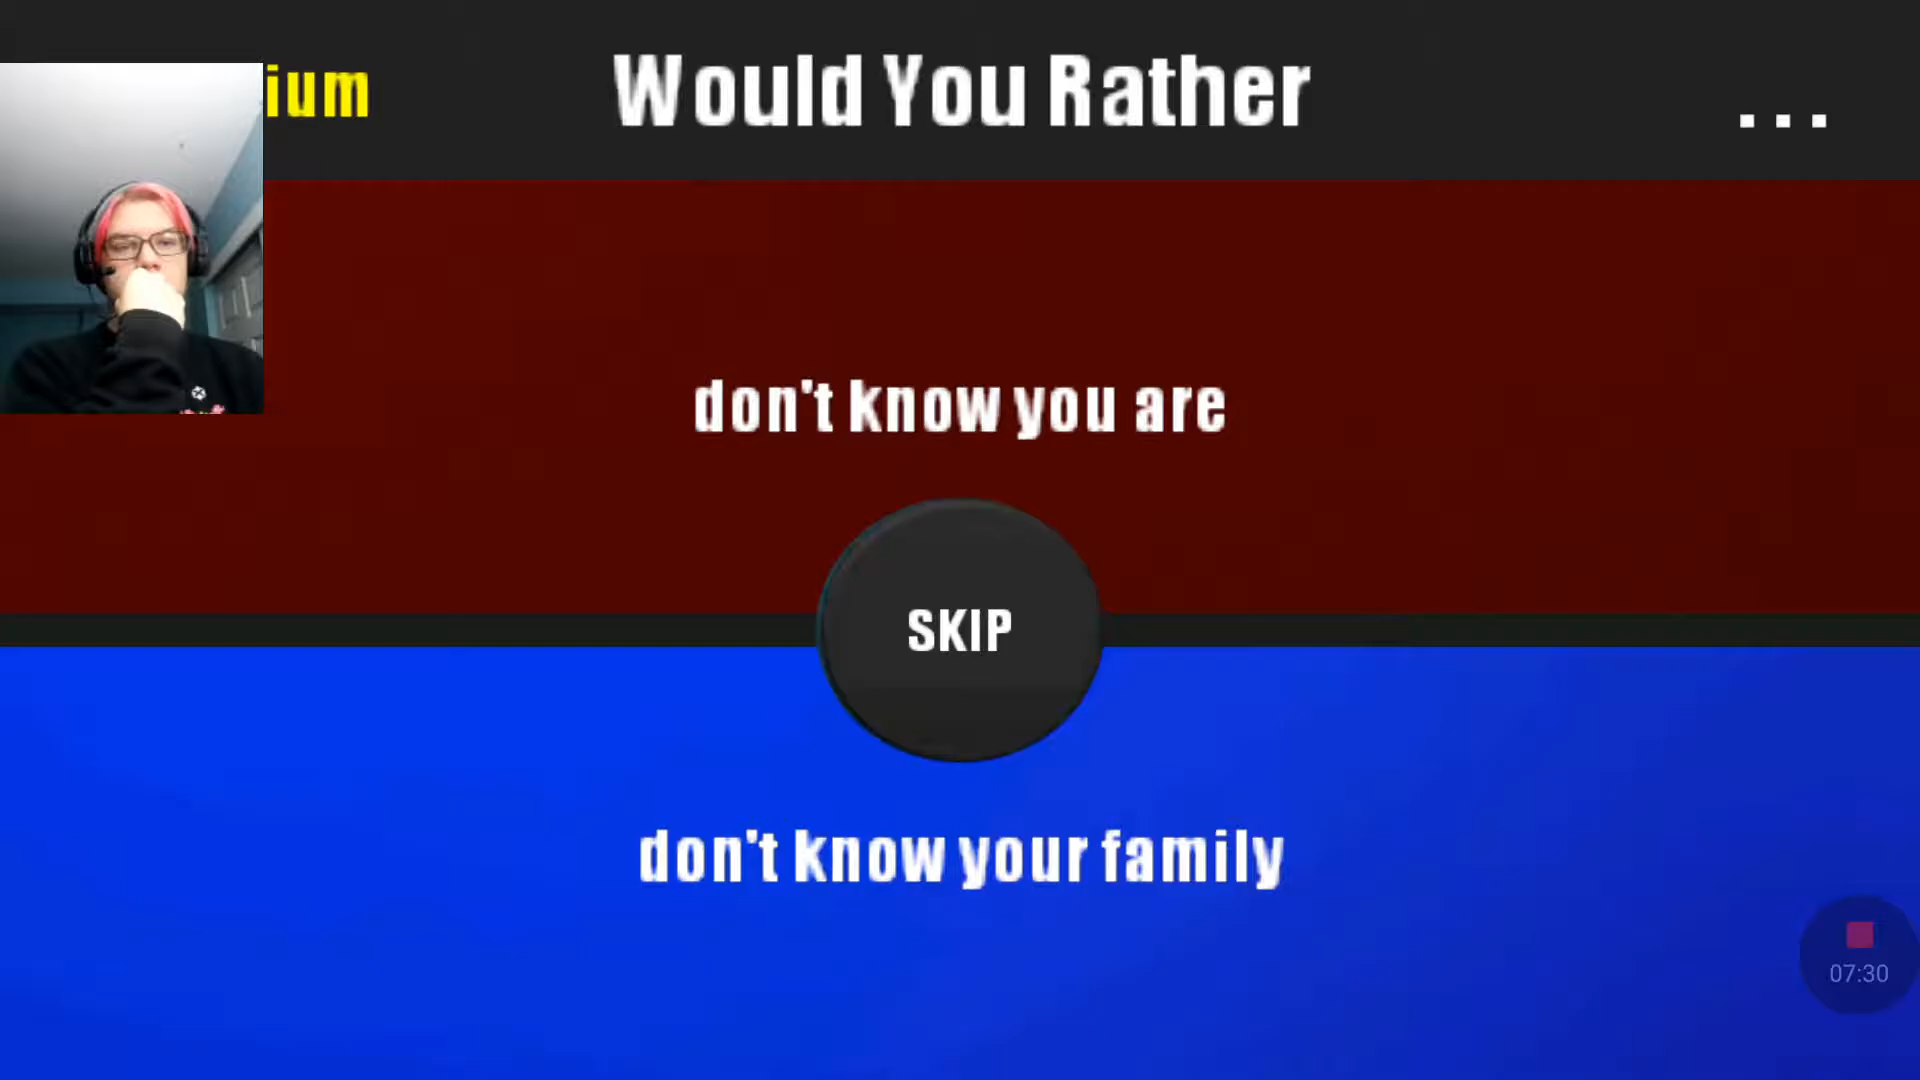 ium
Would You Rather
...
don't know you are
SKIP
don't know your family
07:30